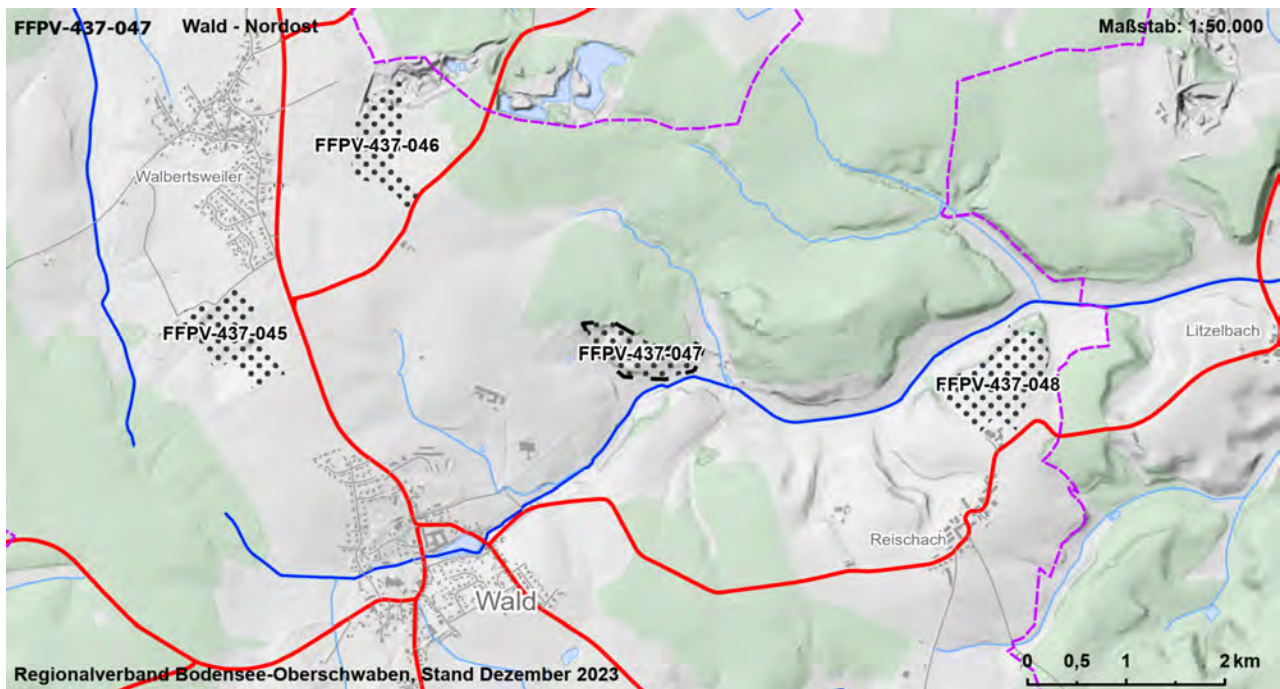 FFPV-437-047 Wald - Nordost Maßstab: 1:50.000
FFPV-437-046
Walbertsweiler
FFPV-437-045
Litzelbach
FFPV-437-047
FFPV-437-048
Reischach
Wald
Regionalverband Bodensee-Oberschwaben, Stand Dezember 2023
0 0,5 1 2 km